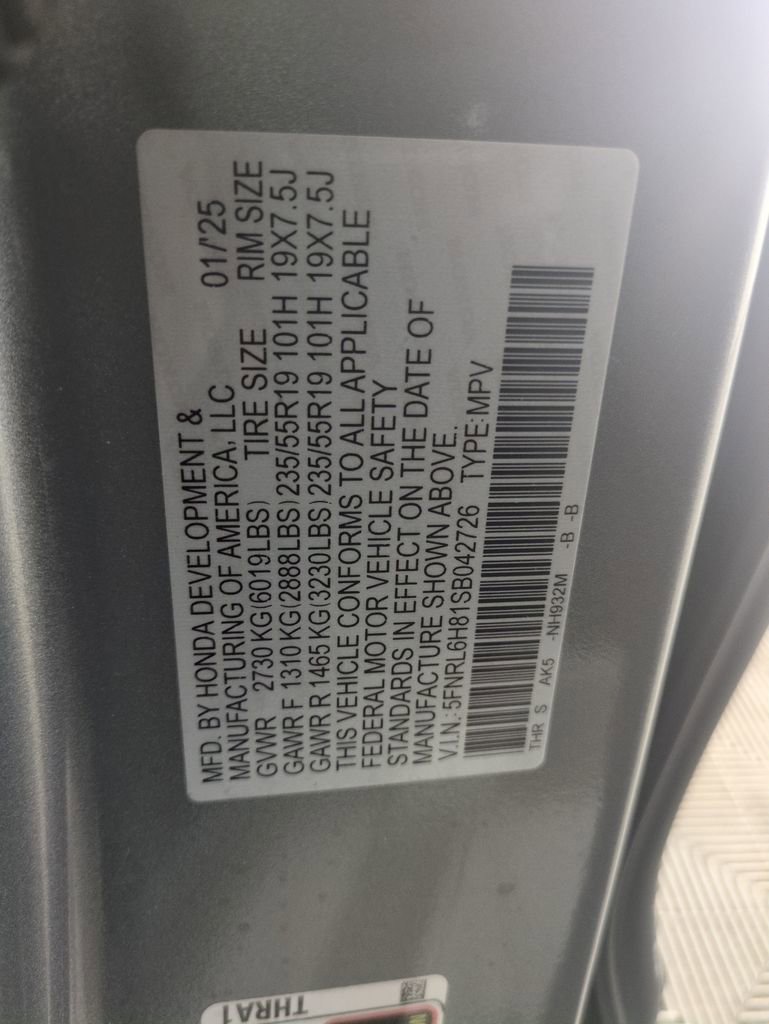 MFD. BY HONDA DEVELOPMENT &
MANUFACTURING OF AMERICA, LLC 01/'25
GVWR 2730 KG(6019LBS) TIRE SIZE RIM SIZE
GAWR F 1310 KG(2888LBS)235/55R19 101H 19X7.5J
GAWR R 1465 KG(3230LBS)235/55R19 101H 19X7.5J
THIS VEHICLE CONFORMS TO ALL APPLICABLE
FEDERAL MOTOR VEHICLE SAFETY
STANDARDS IN EFFECT ON THE DATE OF
MANUFACTURE SHOWN ABOVE.
V.I.N.:5FNRL6H81SB042726 TYPE:MPV
THR S AK5 -NH932M -B -B
THRA1